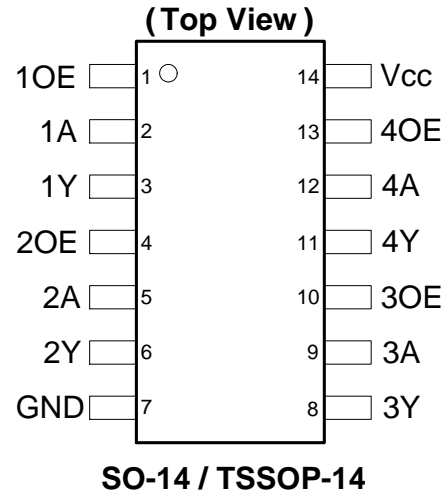 (Top View)
1OE 1 14 Vcc
1A 2 13 4OE
1Y 3 12 4A
2OE 4 11 4Y
2A 5 10 3OE
2Y 6 9 3A
GND 7 8 3Y
SO-14 / TSSOP-14